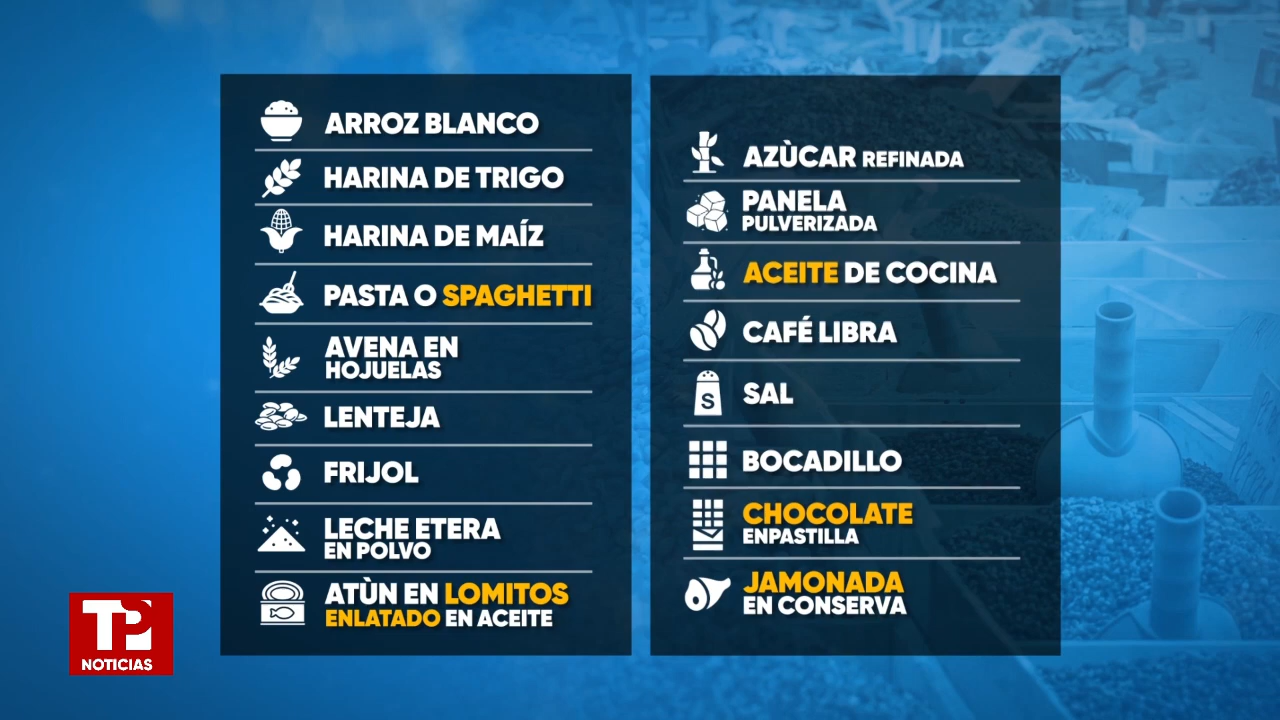 ARROZ BLANCO
HARINA DE TRIGO
HARINA DE MAÍZ
PASTA O SPAGHETTI
AVENA EN
HOJUELAS
LENTEJA
FRIJOL
LECHE ETERA
EN POLVO
ATÙN EN LOMITOS
ENLATADO EN ACEITE
AZÙCAR REFINADA
PANELA
PULVERIZADA
ACEITE DE COCINA
CAFÉ LIBRA
S
SAL
BOCADILLO
CHOCOLATE
ENPASTILLA
JAMONADA
EN CONSERVA
TP
NOTICIAS